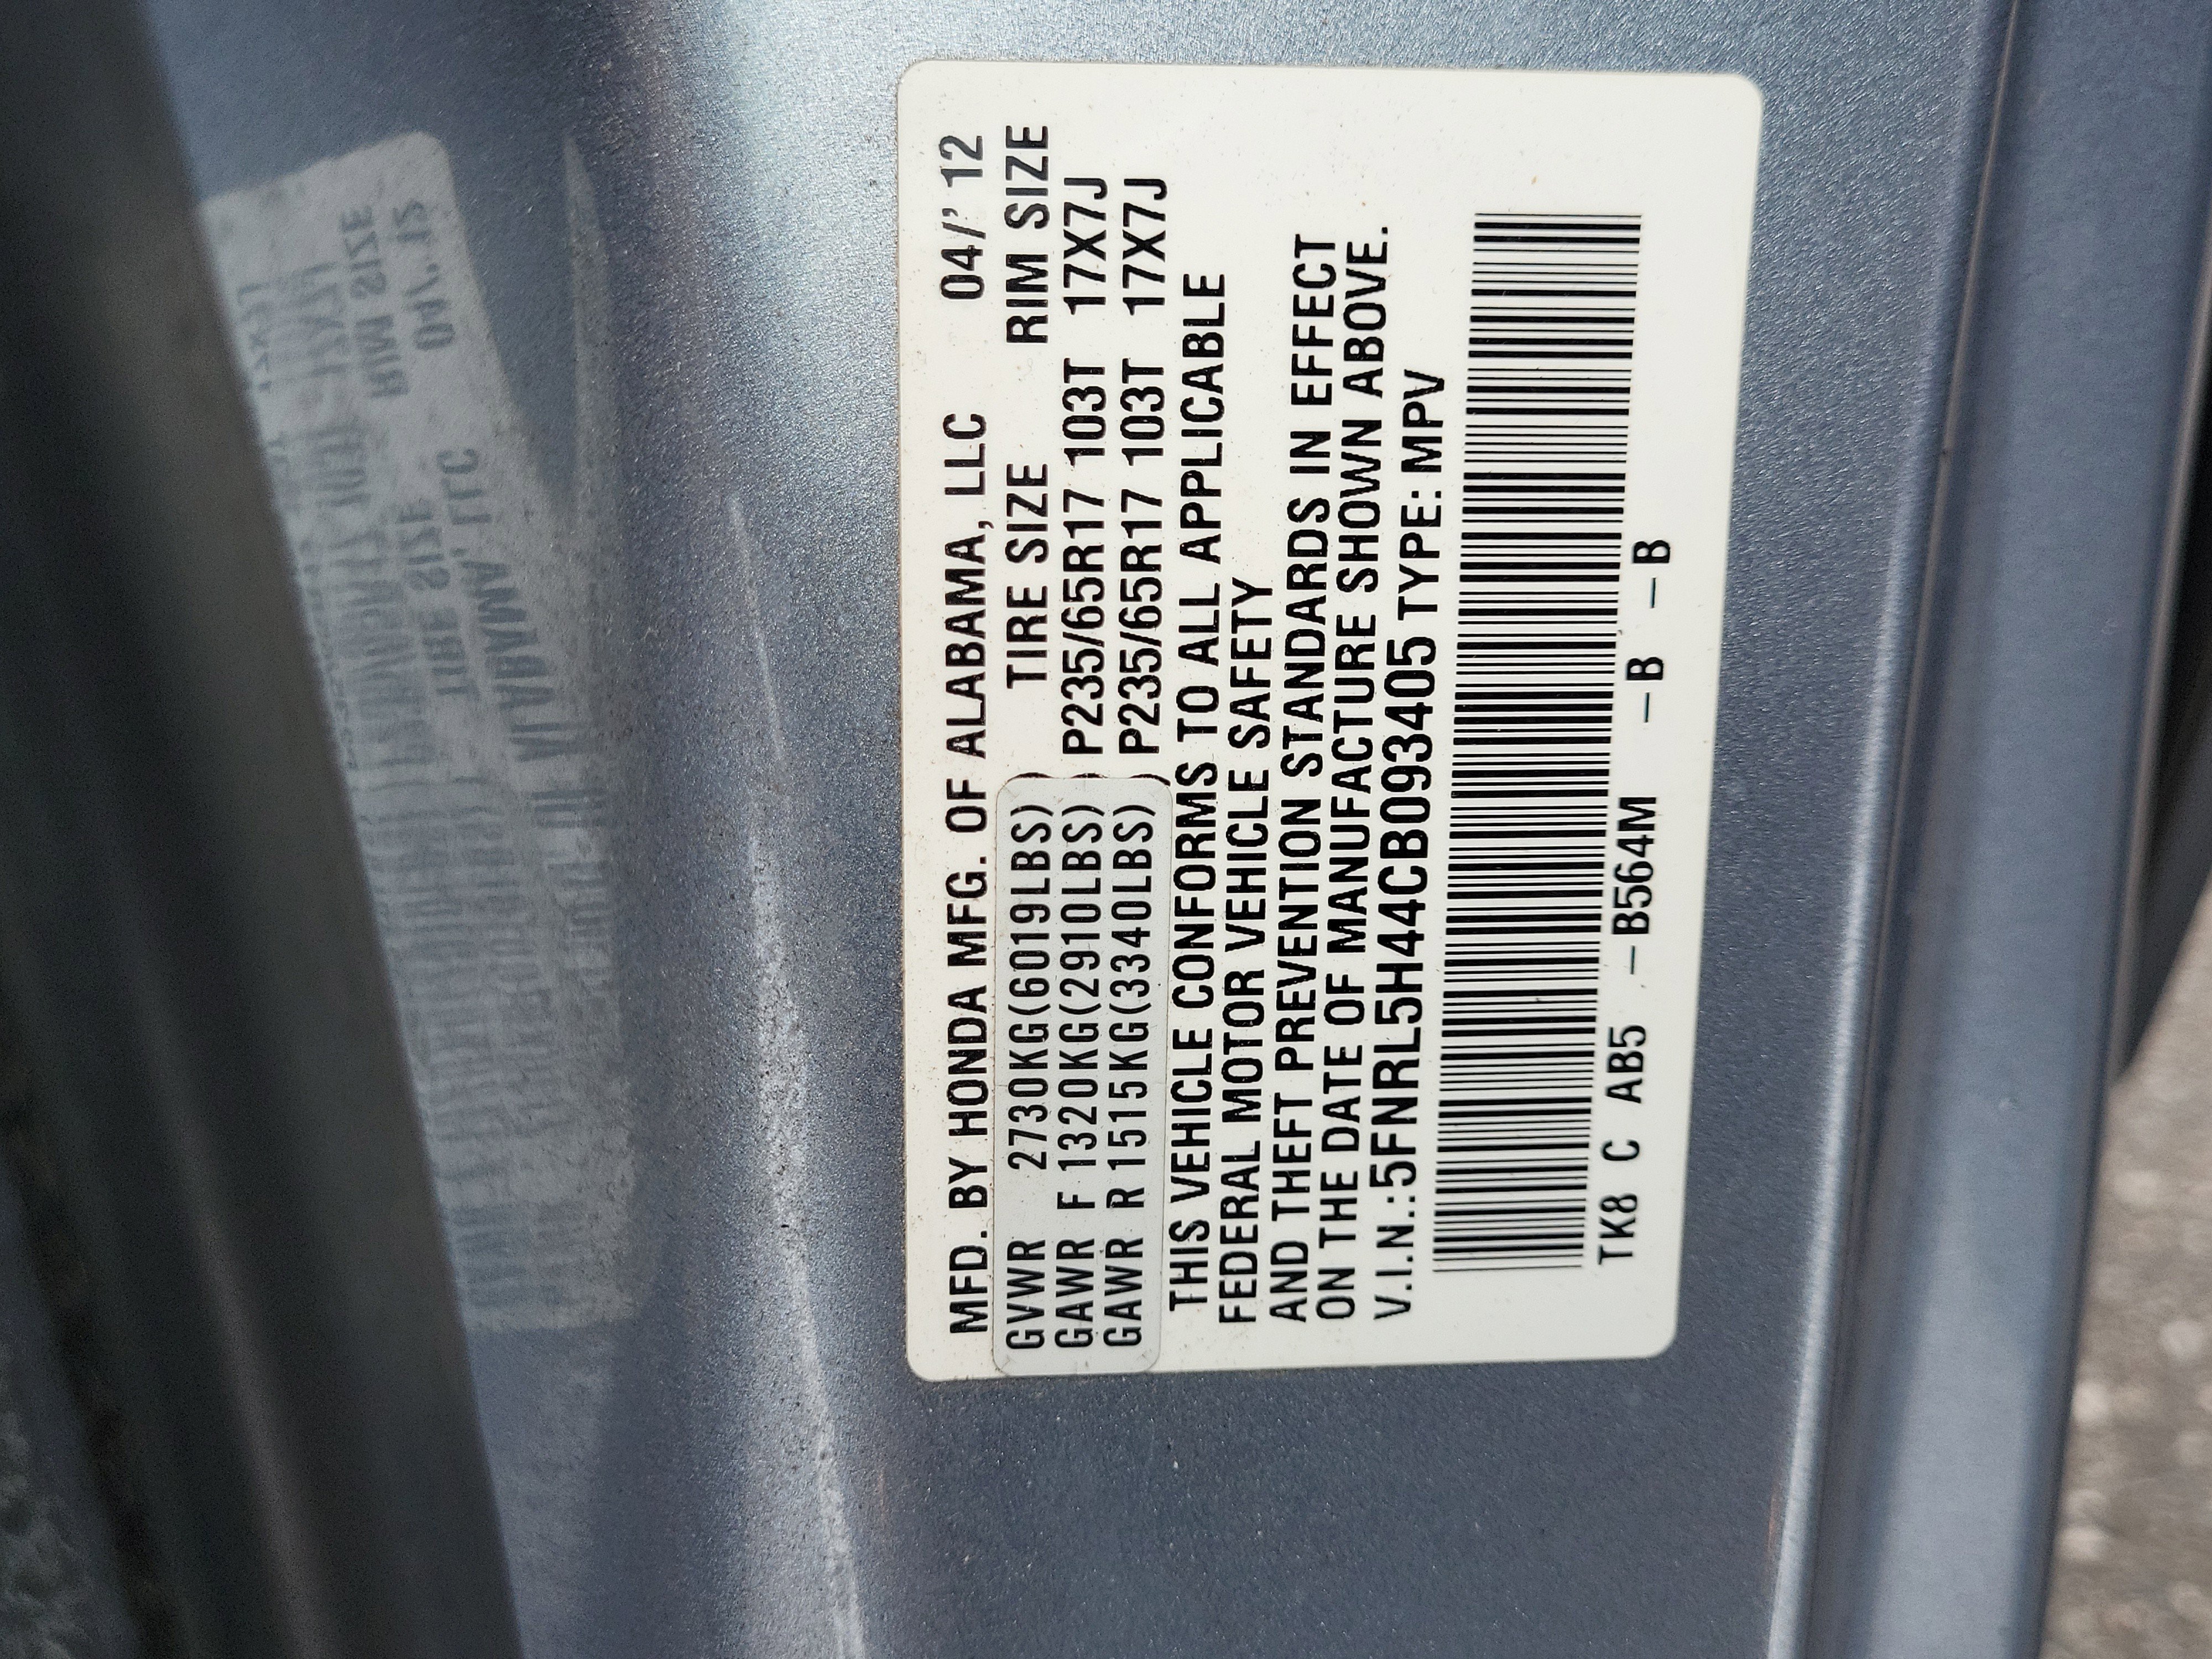 MFD. BY HONDA MFG. OF ALABAMA, LLC 04/'12
GVWR 2730KG(6019LBS) TIRE SIZE RIM SIZE
GAWR F 1320KG(2910LBS) P235/65R17 103T 17X7J
GAWR R 1515KG(3340LBS) P235/65R17 103T 17X7J
THIS VEHICLE CONFORMS TO ALL APPLICABLE
FEDERAL MOTOR VEHICLE SAFETY
AND THEFT PREVENTION STANDARDS IN EFFECT
ON THE DATE OF MANUFACTURE SHOWN ABOVE.
V.I.N.:5FNRL5H44CB093405 TYPE: MPV
TK8 C AB5 -B564M -B -B